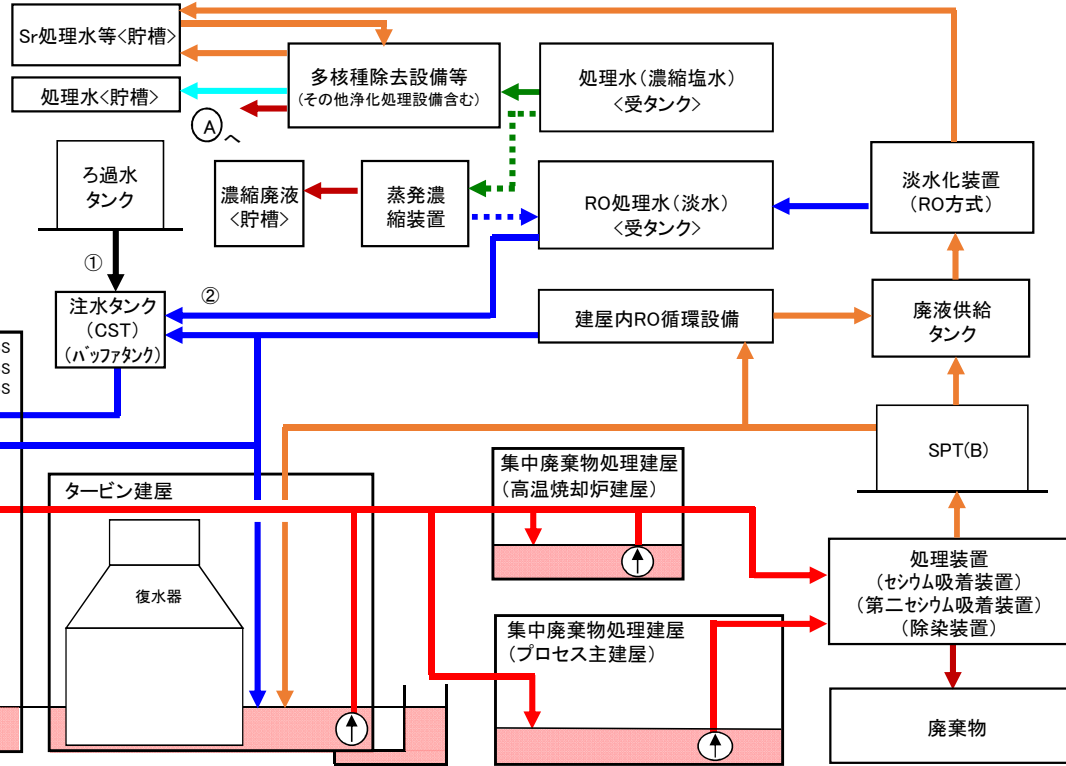 Sr処理水等<貯槽>
処理水<貯槽>
多核種除去設備等
(その他浄化処理設備含む)
処理水(濃縮塩水)
<受タンク>
Aへ
ろ過水
タンク
濃縮廃液
<貯槽>
蒸発濃
縮装置
RO処理水(淡水)
<受タンク>
淡水化装置
(RO方式)
①
②
注水タンク
(CST)
(バッファタンク)
建屋内RO循環設備
廃液供給
タンク
S
S
S
SPT(B)
タービン建屋
復水器
集中廃棄物処理建屋
(高温焼却炉建屋)
処理装置
(セシウム吸着装置)
(第二セシウム吸着装置)
(除染装置)
集中廃棄物処理建屋
(プロセス主建屋)
廃棄物